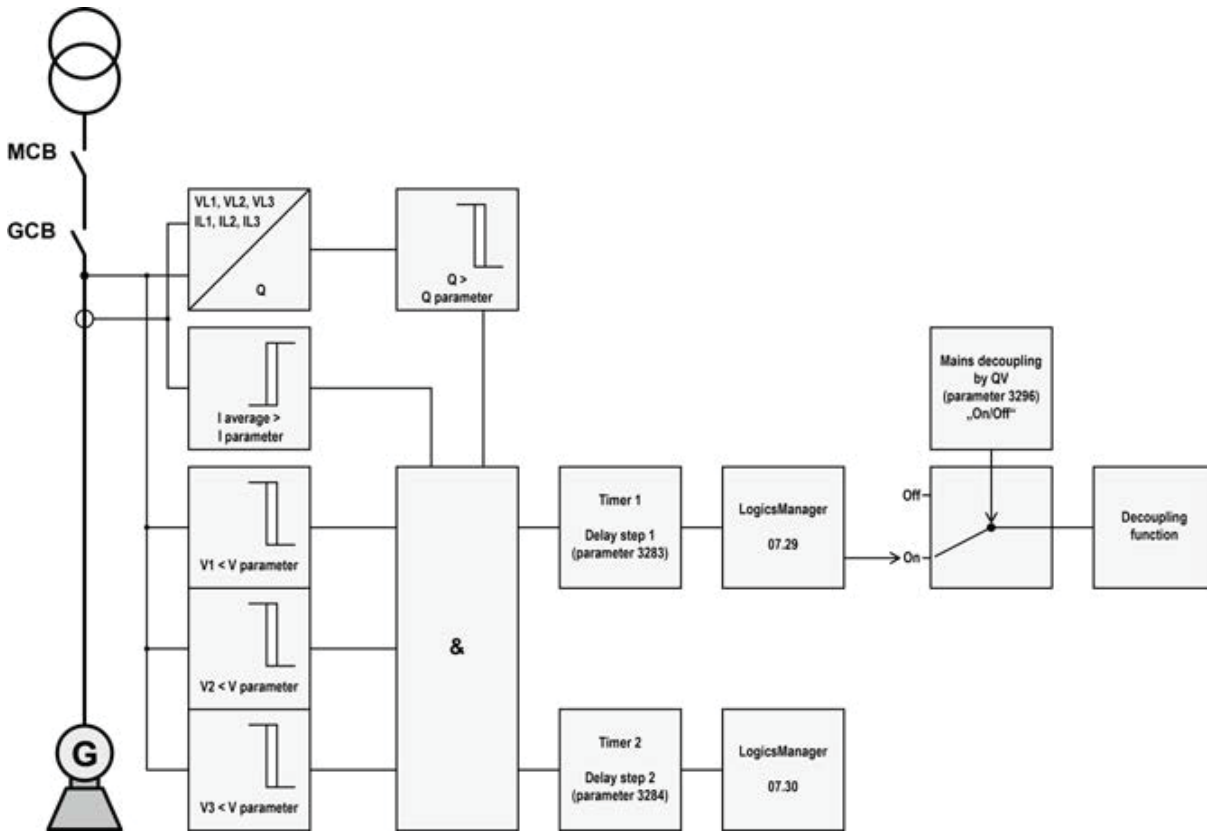 MCB
GCB
VL1, VL2, VL3
IL1, IL2, IL3
Q
Q >
Q parameter
I average >
I parameter
Mains decoupling
by QV
(parameter 3296)
„On/Off“
V1 < V parameter
V2 < V parameter
V3 < V parameter
&
Timer 1
Delay step 1
(parameter 3283)
LogicsManager
07.29
Off
On
Decoupling
function
Timer 2
Delay step 2
(parameter 3284)
LogicsManager
07.30
G